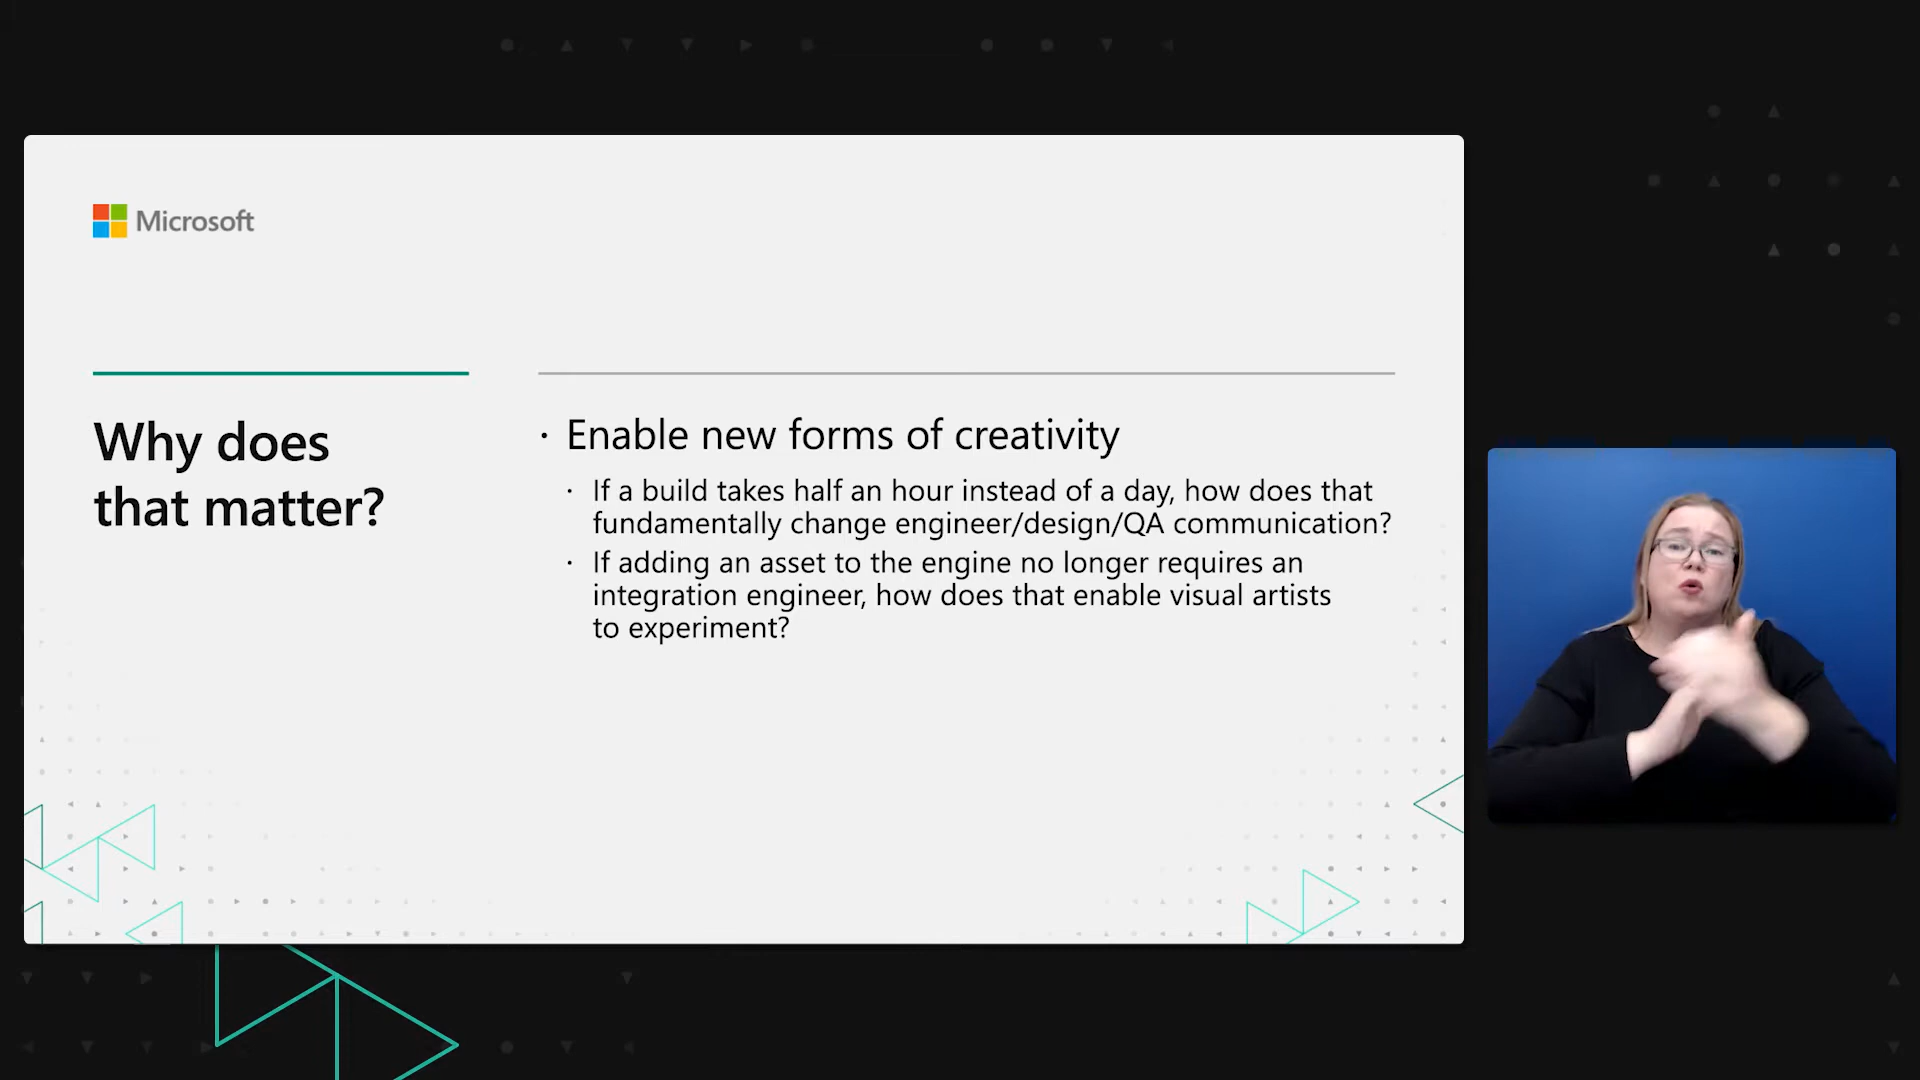 Microsoft
Why does
that matter?
· Enable new forms of creativity
· If a build takes half an hour instead of a day, how does that
fundamentally change engineer/design/QA communication?
· If adding an asset to the engine no longer requires an
integration engineer, how does that enable visual artists
to experiment?